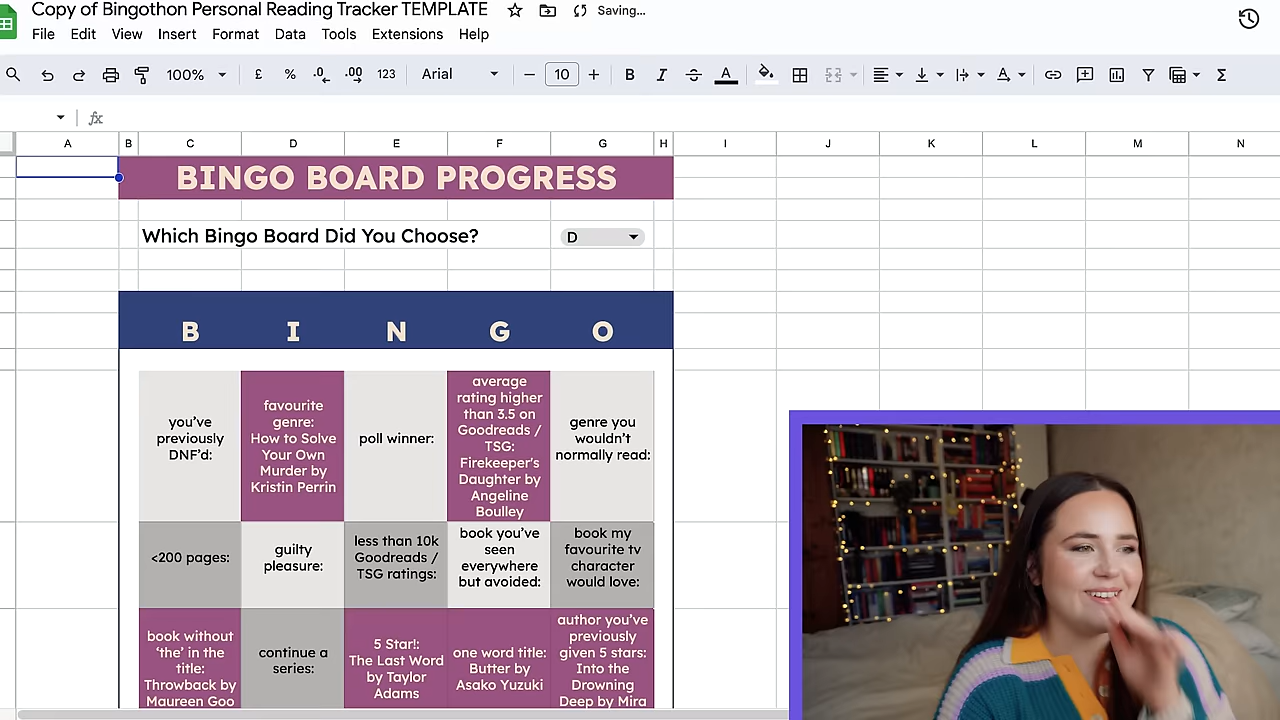 Copy of Bingothon Personal Reading Tracker TEMPLATE
Saving...
File Edit View Insert Format Data Tools Extensions Help
100% £ % .0 .00 123 Arial − 10 + B I S A Σ
fx
A B C D E F G H I J K L M N
BINGO BOARD PROGRESS
Which Bingo Board Did You Choose? D
B I N G O
you've
previously
DNF'd:
favourite
genre:
How to Solve
Your Own
Murder by
Kristin Perrin
poll winner:
average
rating higher
than 3.5 on
Goodreads /
TSG:
Firekeeper's
Daughter by
Angeline
Boulley
genre you
wouldn't
normally read:
<200 pages:
guilty
pleasure:
less than 10k
Goodreads /
TSG ratings:
book you've
seen
everywhere
but avoided:
book my
favourite tv
character
would love:
book without
'the' in the
title:
Throwback by
Maureen Goo
continue a
series:
5 Star!:
The Last Word
by Taylor
Adams
one word title:
Butter by
Asako Yuzuki
author you've
previously
given 5 stars:
Into the
Drowning
Deep by Mira